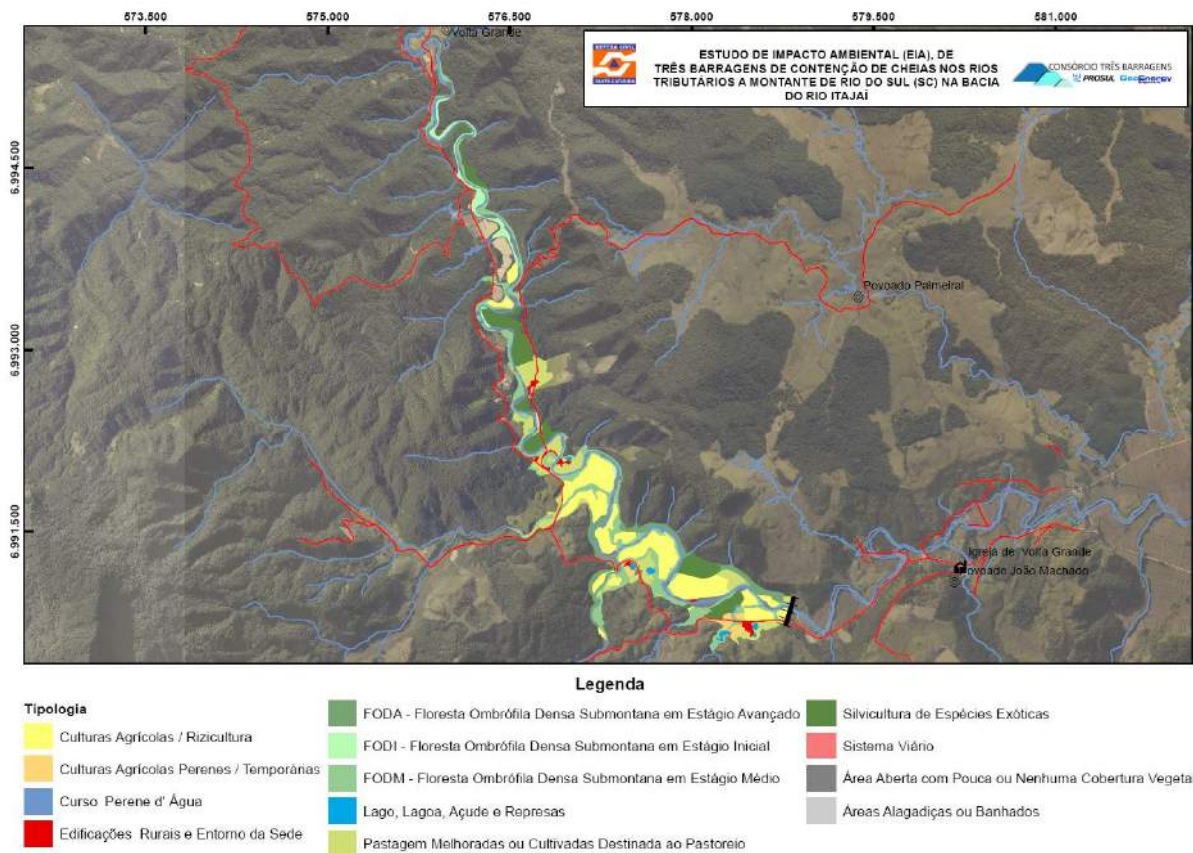 573.500 575.000 576.500 578.000 579.500 581.000
Volta Grande
DEFESA CIVIL
SANTA CATARINA
ESTUDO DE IMPACTO AMBIENTAL (EIA), DE
TRÊS BARRAGENS DE CONTENÇÃO DE CHEIAS NOS RIOS
TRIBUTÁRIOS A MONTANTE DE RIO DO SUL (SC) NA BACIA
DO RIO ITAJAÍ
CONSÓRCIO TRÊS BARRAGENS
PROSUL GeoEnergy
6.994.500
Povoado Palmeiral
6.993.000
6.991.500
Igreja de Volta Grande
Povoado João Machado
Legenda
Tipologia
Culturas Agrícolas / Rizicultura
Culturas Agrícolas Perenes / Temporárias
Curso Perene d' Água
Edificações Rurais e Entorno da Sede
FODA - Floresta Ombrófila Densa Submontana em Estágio Avançado
FODI - Floresta Ombrófila Densa Submontana em Estágio Inicial
FODM - Floresta Ombrófila Densa Submontana em Estágio Médio
Lago, Lagoa, Açude e Represas
Pastagem Melhoradas ou Cultivadas Destinada ao Pastoreio
Silvicultura de Espécies Exóticas
Sistema Viário
Área Aberta com Pouca ou Nenhuma Cobertura Vegeta
Áreas Alagadiças ou Banhados